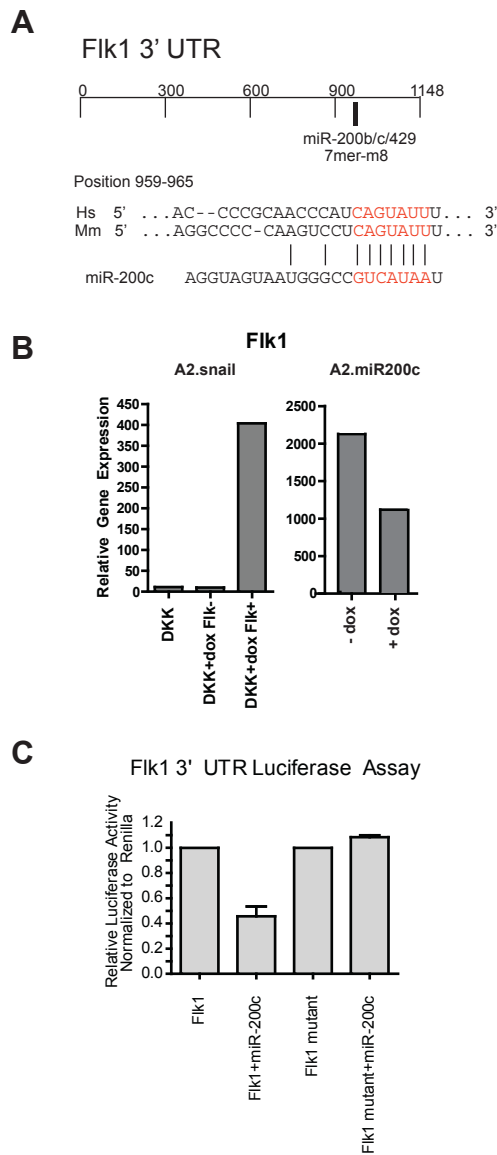 A
Flk1 3' UTR
0 300 600 900 1148
miR-200b/c/429
7mer-m8
Position 959-965
Hs 5' ...AC--CCCGCAACCCAUCAGUAUUU... 3'
Mm 5' ...AGGCCCC-CAAGUCCUCAGUAUUU... 3'
miR-200c AGGUAGUAAUGGGCCGUCAUAAU
B
Flk1
A2.snail A2.miR200c
Relative Gene Expression
450
400
350
300
250
200
150
100
50
0
DKK
DKK+dox Flk-
DKK+dox Flk+
2500
2000
1500
1000
500
0
- dox
+ dox
C
Flk1 3' UTR Luciferase Assay
Relative Luciferase Activity
Normalized to Renilla
1.2
1.0
0.8
0.6
0.4
0.2
0.0
Flk1
Flk1+miR-200c
Flk1 mutant
Flk1 mutant+miR-200c